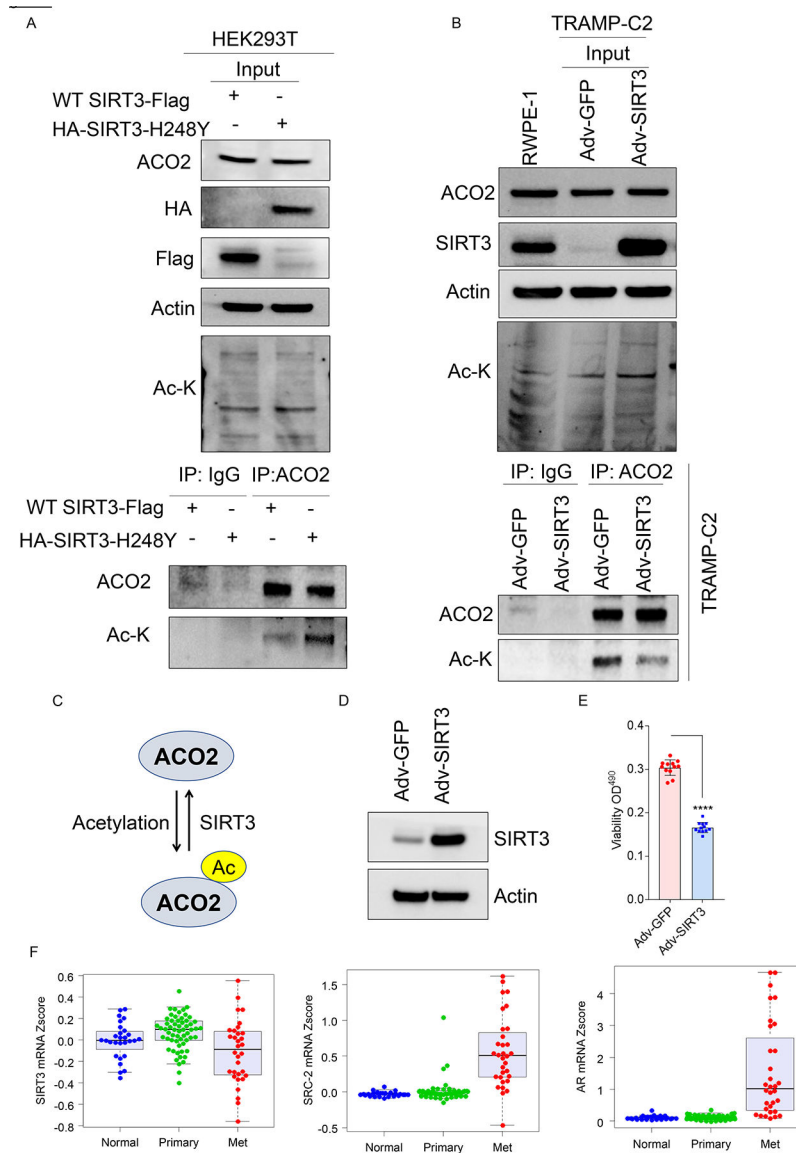 A
HEK293T
Input
WT SIRT3-Flag + -
HA-SIRT3-H248Y - +
ACO2
HA
Flag
Actin
Ac-K
IP: IgG IP:ACO2
WT SIRT3-Flag + - + -
HA-SIRT3-H248Y - + - +
ACO2
Ac-K
B
TRAMP-C2
Input
RWPE-1 Adv-GFP Adv-SIRT3
ACO2
SIRT3
Actin
Ac-K
IP: IgG IP: ACO2
Adv-GFP Adv-SIRT3 Adv-GFP Adv-SIRT3
ACO2
Ac-K
TRAMP-C2
C
ACO2
Acetylation SIRT3
Ac
ACO2
D
Adv-GFP Adv-SIRT3
SIRT3
Actin
E
Viability OD490
0.4
0.3
0.2
0.1
0.0
****
Adv-GFP Adv-SIRT3
F
SIRT3 mRNA Zscore
0.6
0.4
0.2
0.0
-0.2
-0.4
-0.6
-0.8
Normal Primary Met
SRC-2 mRNA Zscore
1.5
1.0
0.5
0.0
-0.5
Normal Primary Met
AR mRNA Zscore
4
3
2
1
0
Normal Primary Met